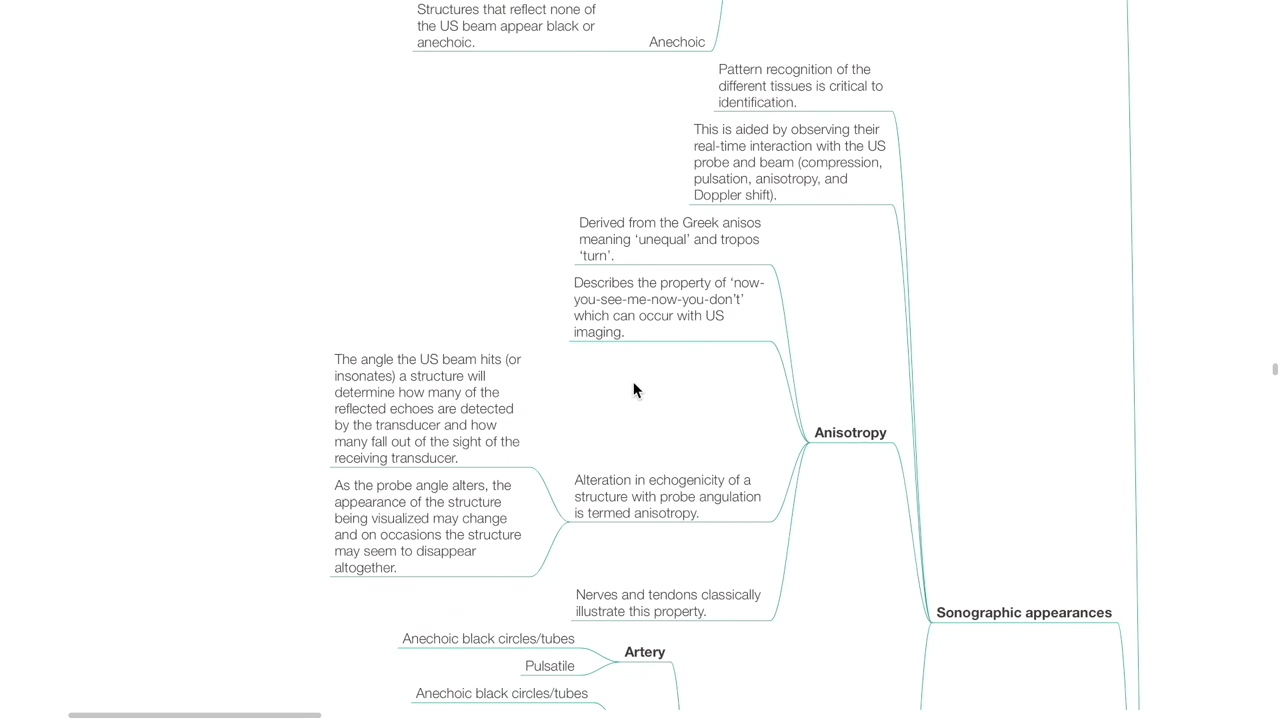 Structures that reflect none of
the US beam appear black or
anechoic.
Anechoic
Pattern recognition of the
different tissues is critical to
identification.
This is aided by observing their
real-time interaction with the US
probe and beam (compression,
pulsation, anisotropy, and
Doppler shift).
Derived from the Greek anisos
meaning ‘unequal’ and tropos
‘turn’.
Describes the property of ‘now-
you-see-me-now-you-don’t’
which can occur with US
imaging.
The angle the US beam hits (or
insonates) a structure will
determine how many of the
reflected echoes are detected
by the transducer and how
many fall out of the sight of the
receiving transducer.
As the probe angle alters, the
appearance of the structure
being visualized may change
and on occasions the structure
may seem to disappear
altogether.
Alteration in echogenicity of a
structure with probe angulation
is termed anisotropy.
Nerves and tendons classically
illustrate this property.
Anisotropy
Sonographic appearances
Anechoic black circles/tubes
Pulsatile
Artery
Anechoic black circles/tubes